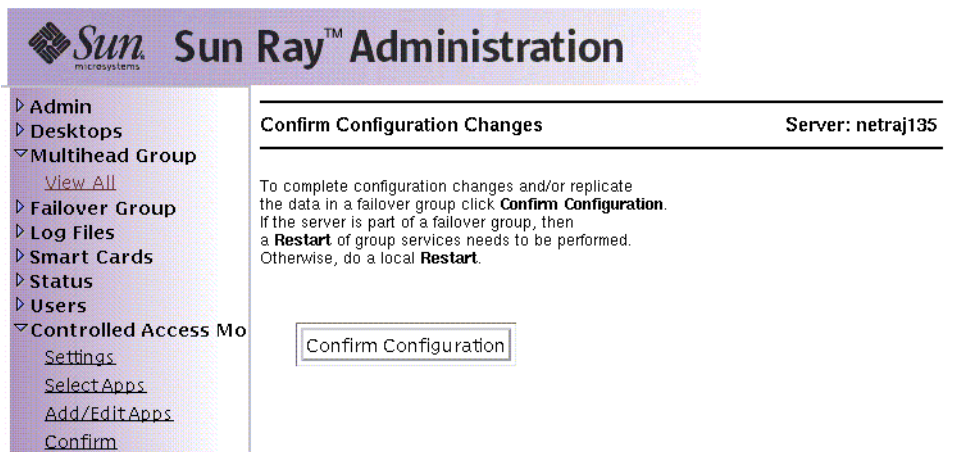 Sun
microsystems
Sun Ray™ Administration
Admin
Desktops
Multihead Group
View All
Failover Group
Log Files
Smart Cards
Status
Users
Controlled Access Mo
Settings
Select Apps
Add/Edit Apps
Confirm
Confirm Configuration Changes Server: netraj135
To complete configuration changes and/or replicate
the data in a failover group click Confirm Configuration.
If the server is part of a failover group, then
a Restart of group services needs to be performed.
Otherwise, do a local Restart.
Confirm Configuration